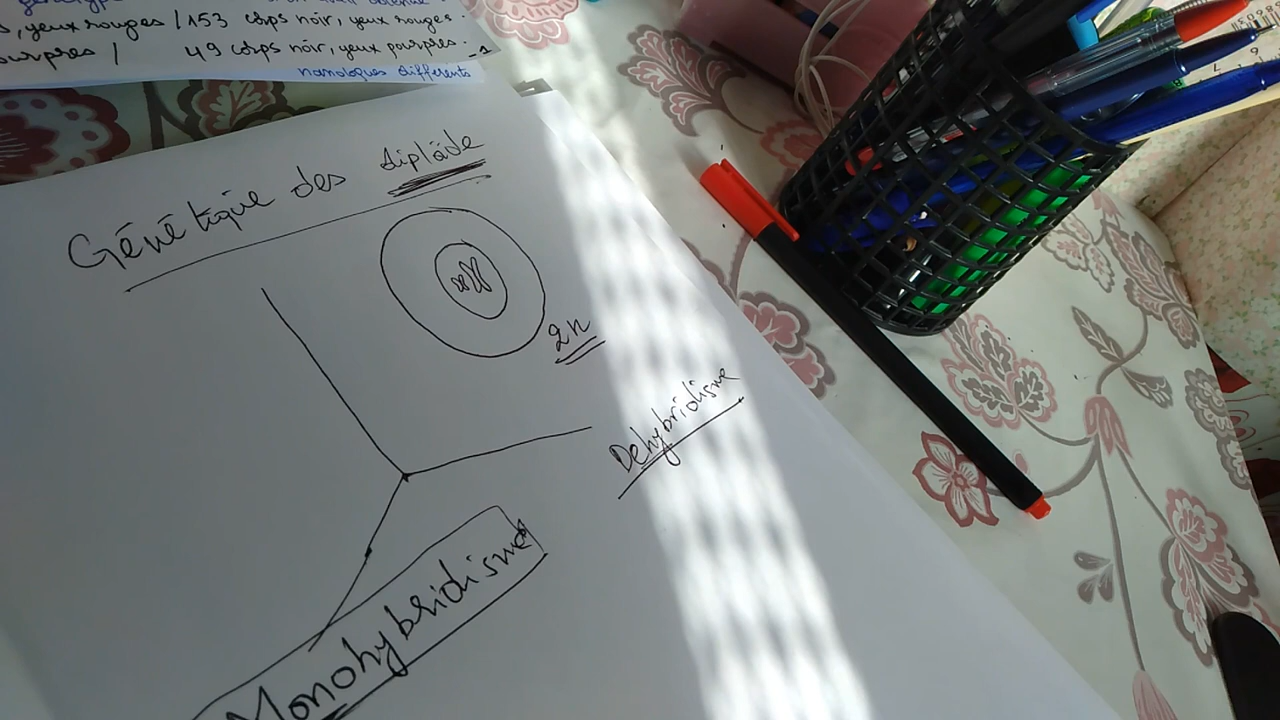 s, yeux rouges / 153 corps noir, yeux rouges.
ourpres / 49 corps noir, yeux pourpres.
homologues différents
Génétique des diploïde
2n
Dehybridisme
Monohybridisme